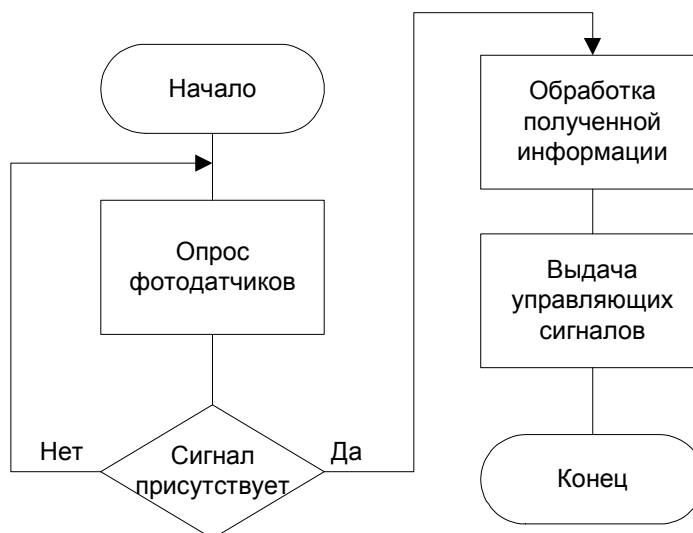 Начало
Опрос
фотодатчиков
Нет
Сигнал
присутствует
Да
Обработка
полученной
информации
Выдача
управляющих
сигналов
Конец